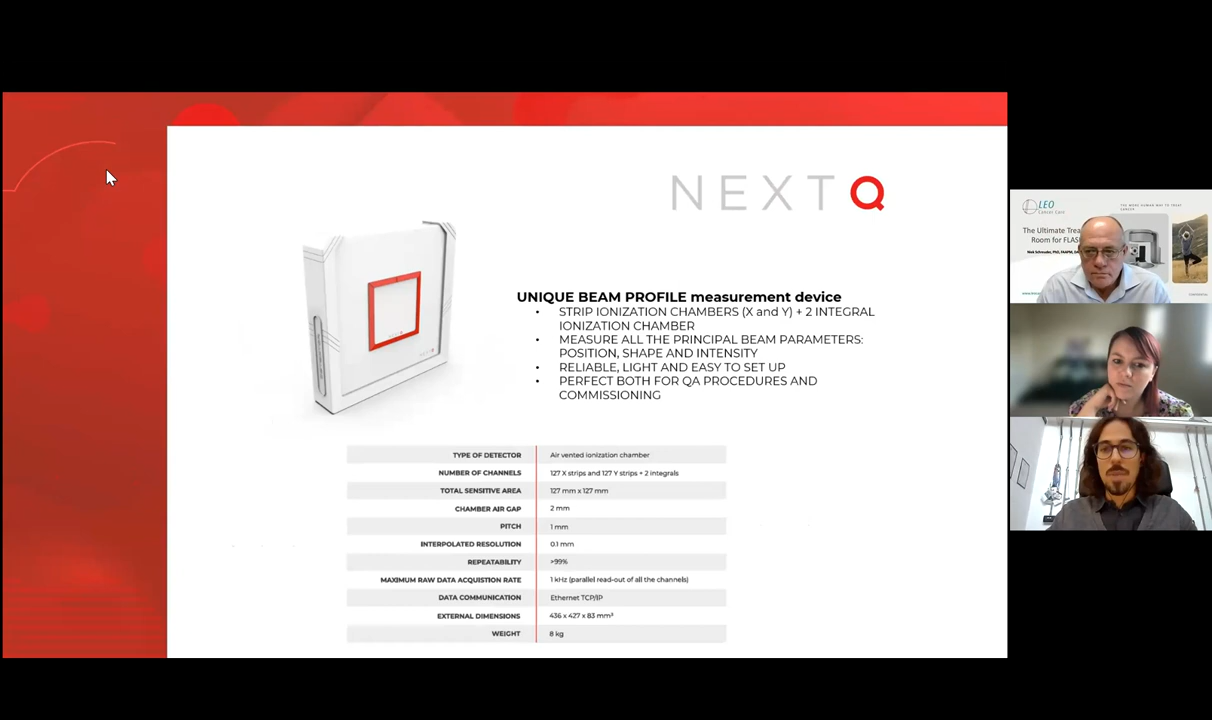 NEXT Q
NEXT Q
UNIQUE BEAM PROFILE measurement device
• STRIP IONIZATION CHAMBERS (X and Y) + 2 INTEGRAL
IONIZATION CHAMBER
• MEASURE ALL THE PRINCIPAL BEAM PARAMETERS:
POSITION, SHAPE AND INTENSITY
• RELIABLE, LIGHT AND EASY TO SET UP
• PERFECT BOTH FOR QA PROCEDURES AND
COMMISSIONING
TYPE OF DETECTOR Air vented ionization chamber
NUMBER OF CHANNELS 127 X strips and 127 Y strips + 2 integrals
TOTAL SENSITIVE AREA 127 mm x 127 mm
CHAMBER AIR GAP 2 mm
PITCH 1 mm
INTERPOLATED RESOLUTION 0.1 mm
REPEATABILITY >99%
MAXIMUM RAW DATA ACQUISTION RATE 1 kHz (parallel read-out of all the channels)
DATA COMMUNICATION Ethernet TCP/IP
EXTERNAL DIMENSIONS 436 x 427 x 83 mm³
WEIGHT 8 kg
LEO
Cancer Care
The Ultimate Trea
Room for FLAS